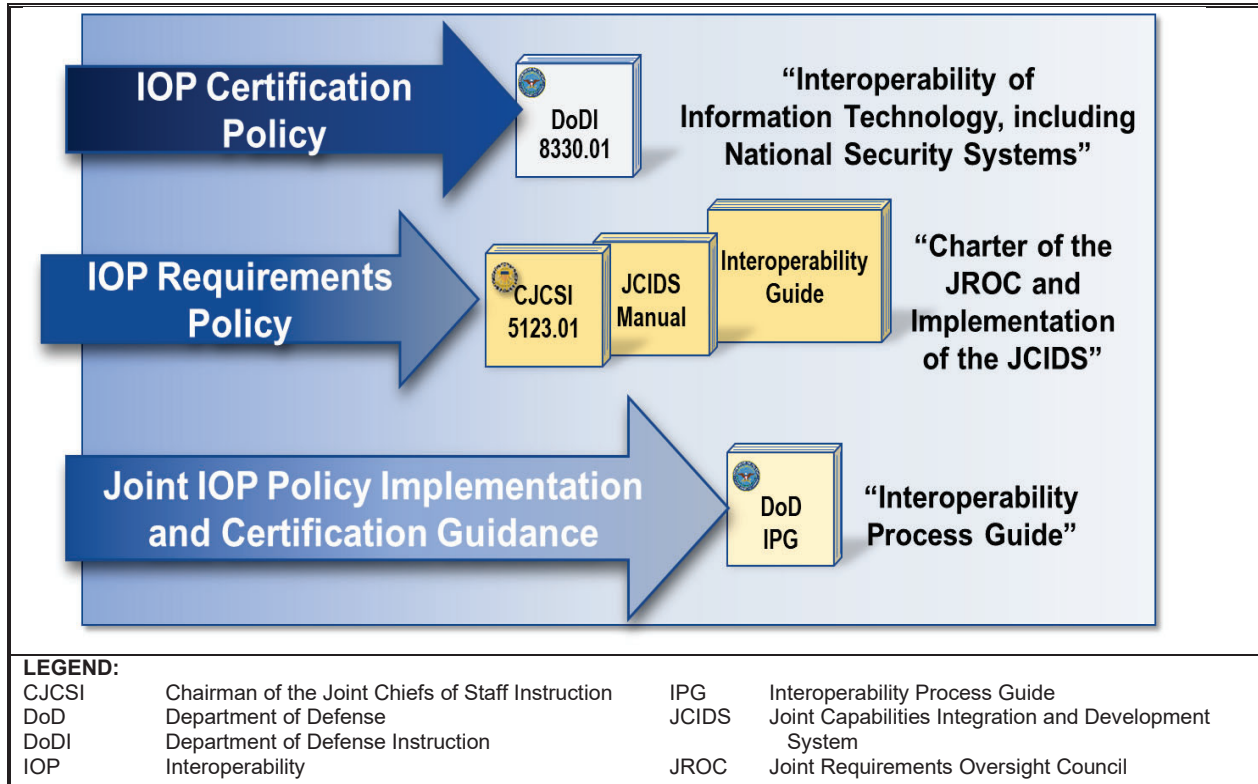 IOP Certification
Policy
DoDI
8330.01
“Interoperability of
Information Technology, including
National Security Systems”
IOP Requirements
Policy
CJCSI
5123.01
JCIDS
Manual
Interoperability
Guide
“Charter of the
JROC and
Implementation
of the JCIDS”
Joint IOP Policy Implementation
and Certification Guidance
DoD
IPG
“Interoperability
Process Guide”
LEGEND:
CJCSI Chairman of the Joint Chiefs of Staff Instruction
DoD Department of Defense
DoDI Department of Defense Instruction
IOP Interoperability
IPG Interoperability Process Guide
JCIDS Joint Capabilities Integration and Development
System
JROC Joint Requirements Oversight Council